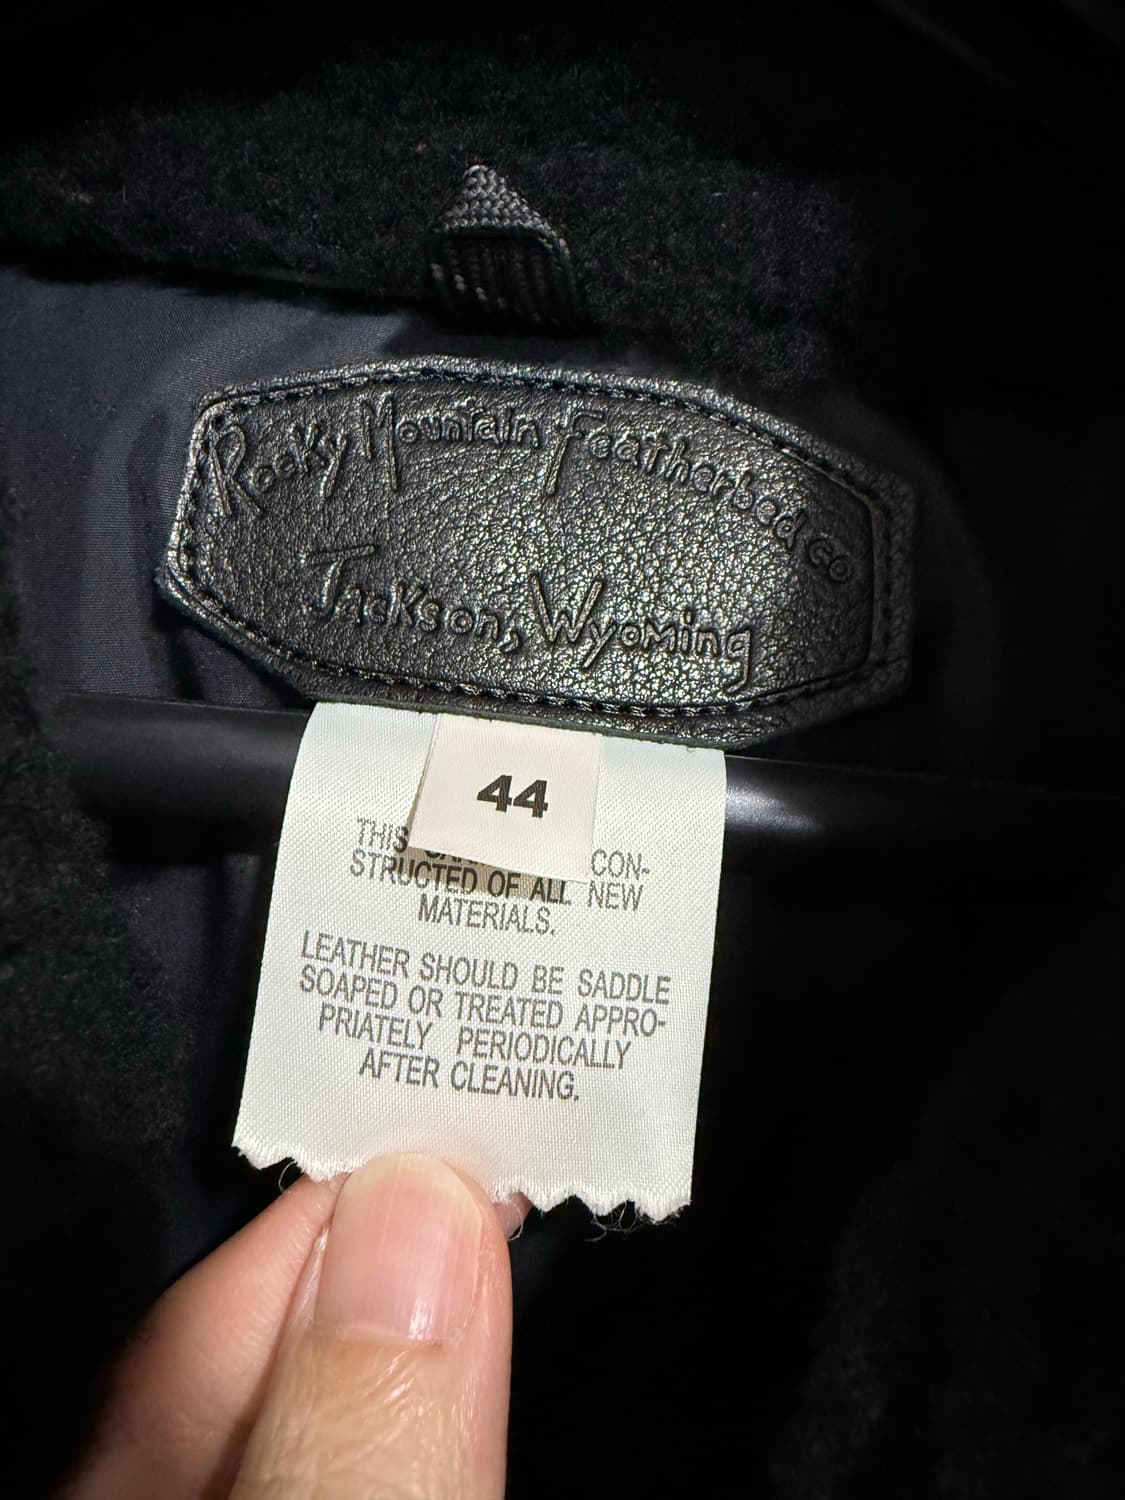 Rocky Mountain Featherbed co
Jackson, Wyoming
44
THIS CON-
STRUCTED OF ALL NEW
MATERIALS.
LEATHER SHOULD BE SADDLE
SOAPED OR TREATED APPRO-
PRIATELY PERIODICALLY
AFTER CLEANING.